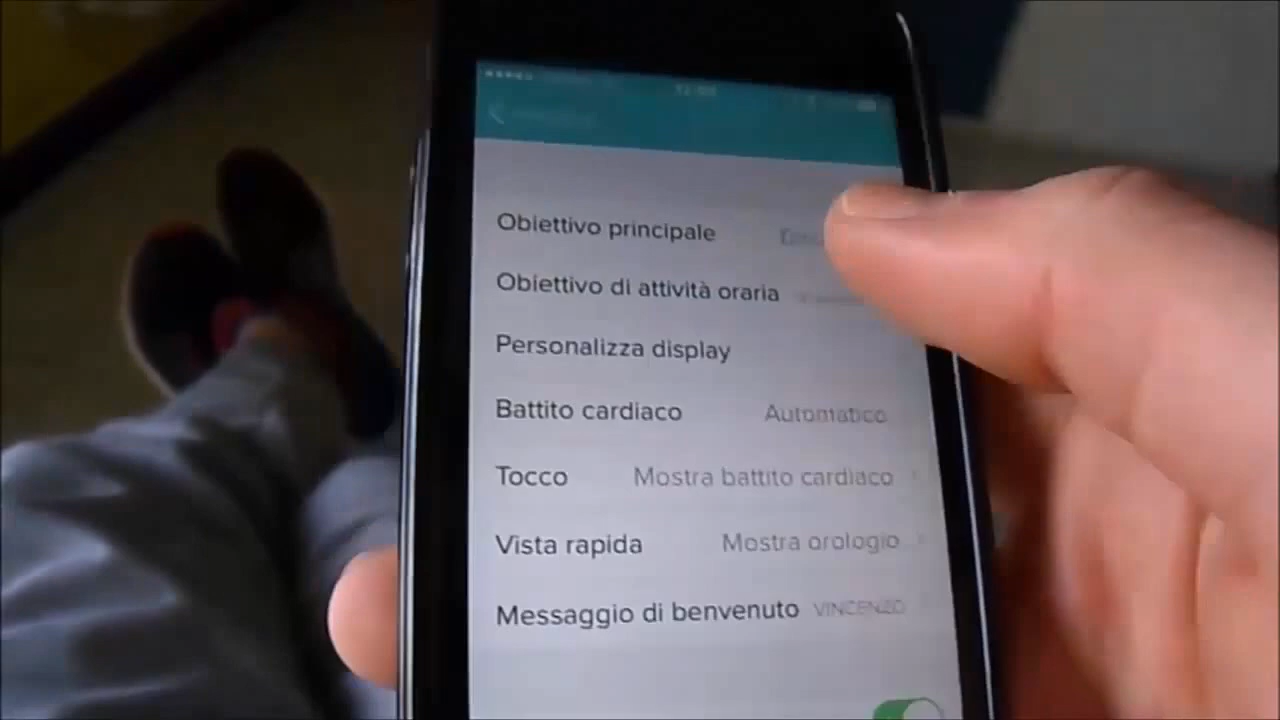 Obiettivo principale
Obiettivo di attività oraria
Personalizza display
Battito cardiaco Automatico
Tocco Mostra battito cardiaco
Vista rapida Mostra orologio
Messaggio di benvenuto VINCENZO